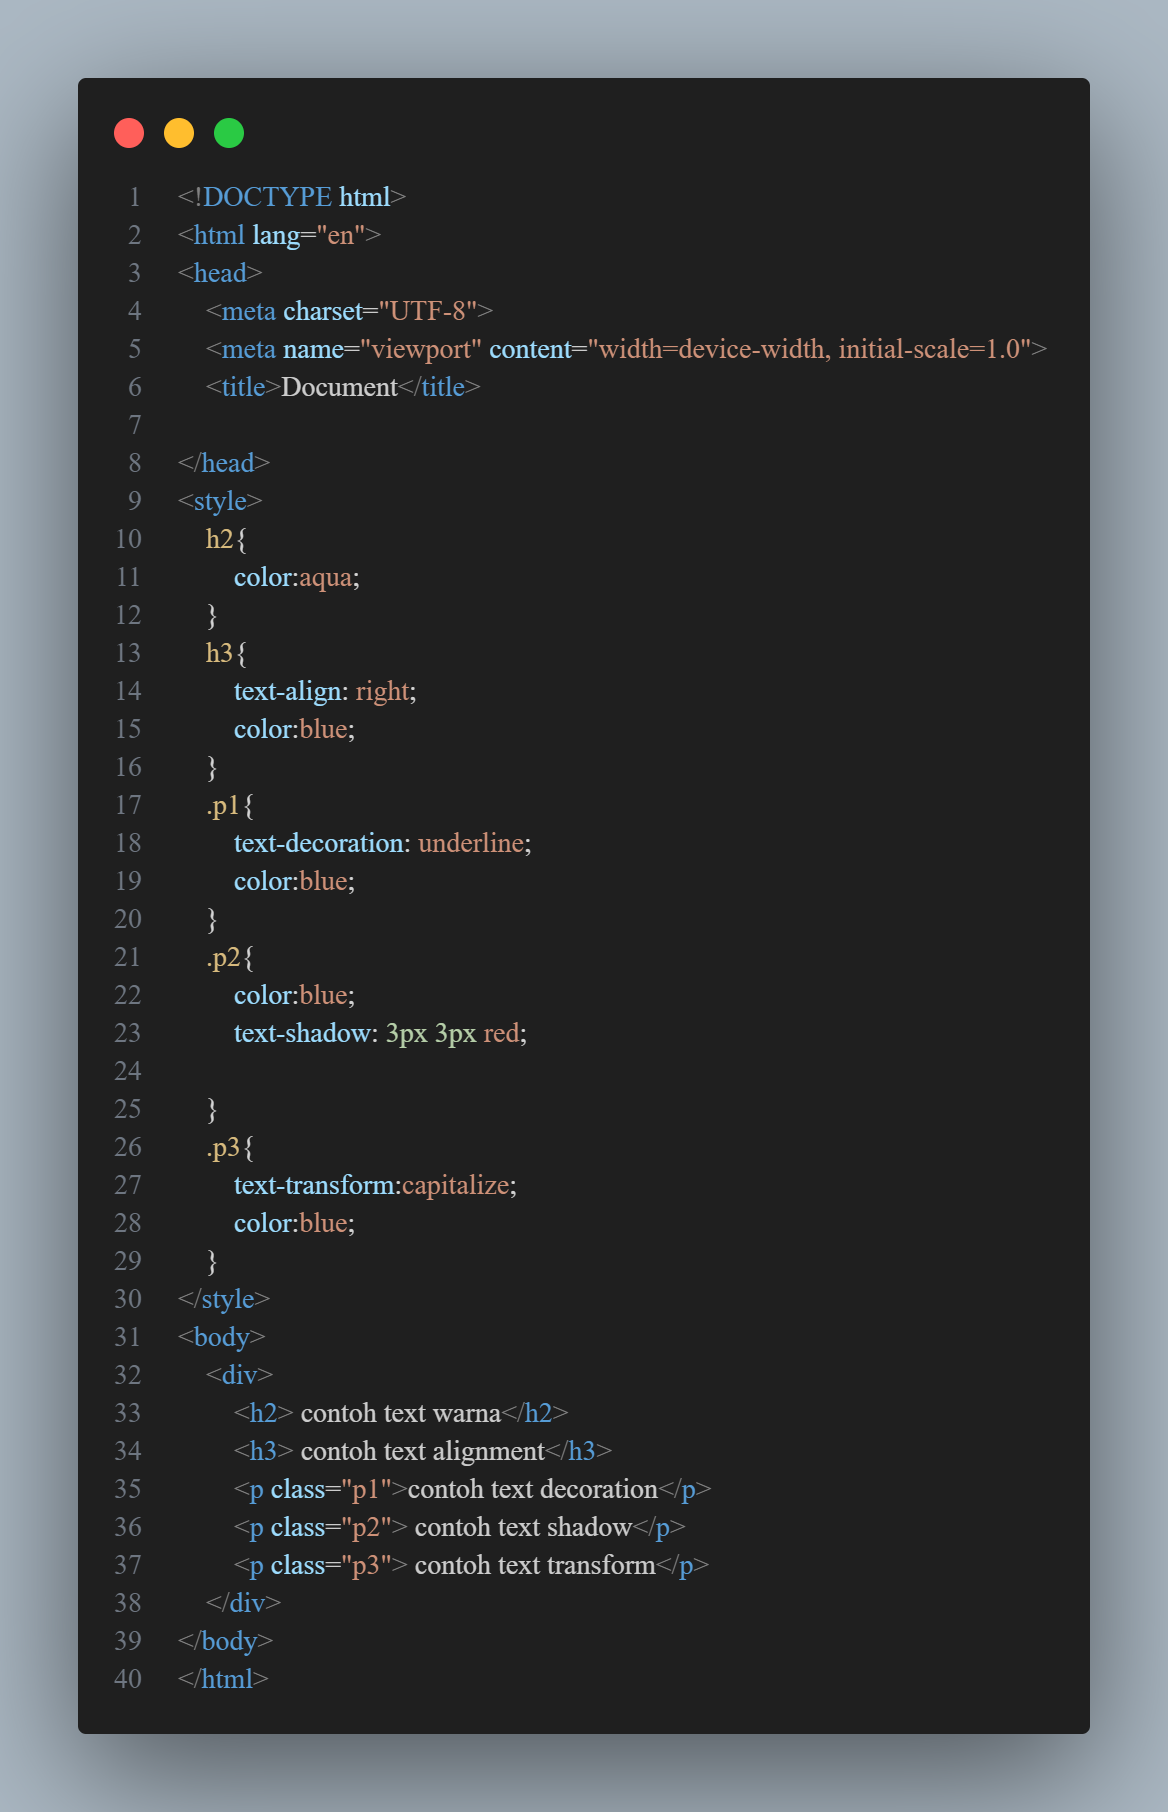 1 <!DOCTYPE html>
2 <html lang="en">
3 <head>
4     <meta charset="UTF-8">
5     <meta name="viewport" content="width=device-width, initial-scale=1.0">
6     <title>Document</title>
7
8 </head>
9 <style>
10     h2{
11         color:aqua;
12     }
13     h3{
14         text-align: right;
15         color:blue;
16     }
17     .p1{
18         text-decoration: underline;
19         color:blue;
20     }
21     .p2{
22         color:blue;
23         text-shadow: 3px 3px red;
24
25     }
26     .p3{
27         text-transform:capitalize;
28         color:blue;
29     }
30 </style>
31 <body>
32     <div>
33         <h2> contoh text warna</h2>
34         <h3> contoh text alignment</h3>
35         <p class="p1">contoh text decoration</p>
36         <p class="p2"> contoh text shadow</p>
37         <p class="p3"> contoh text transform</p>
38     </div>
39 </body>
40 </html>